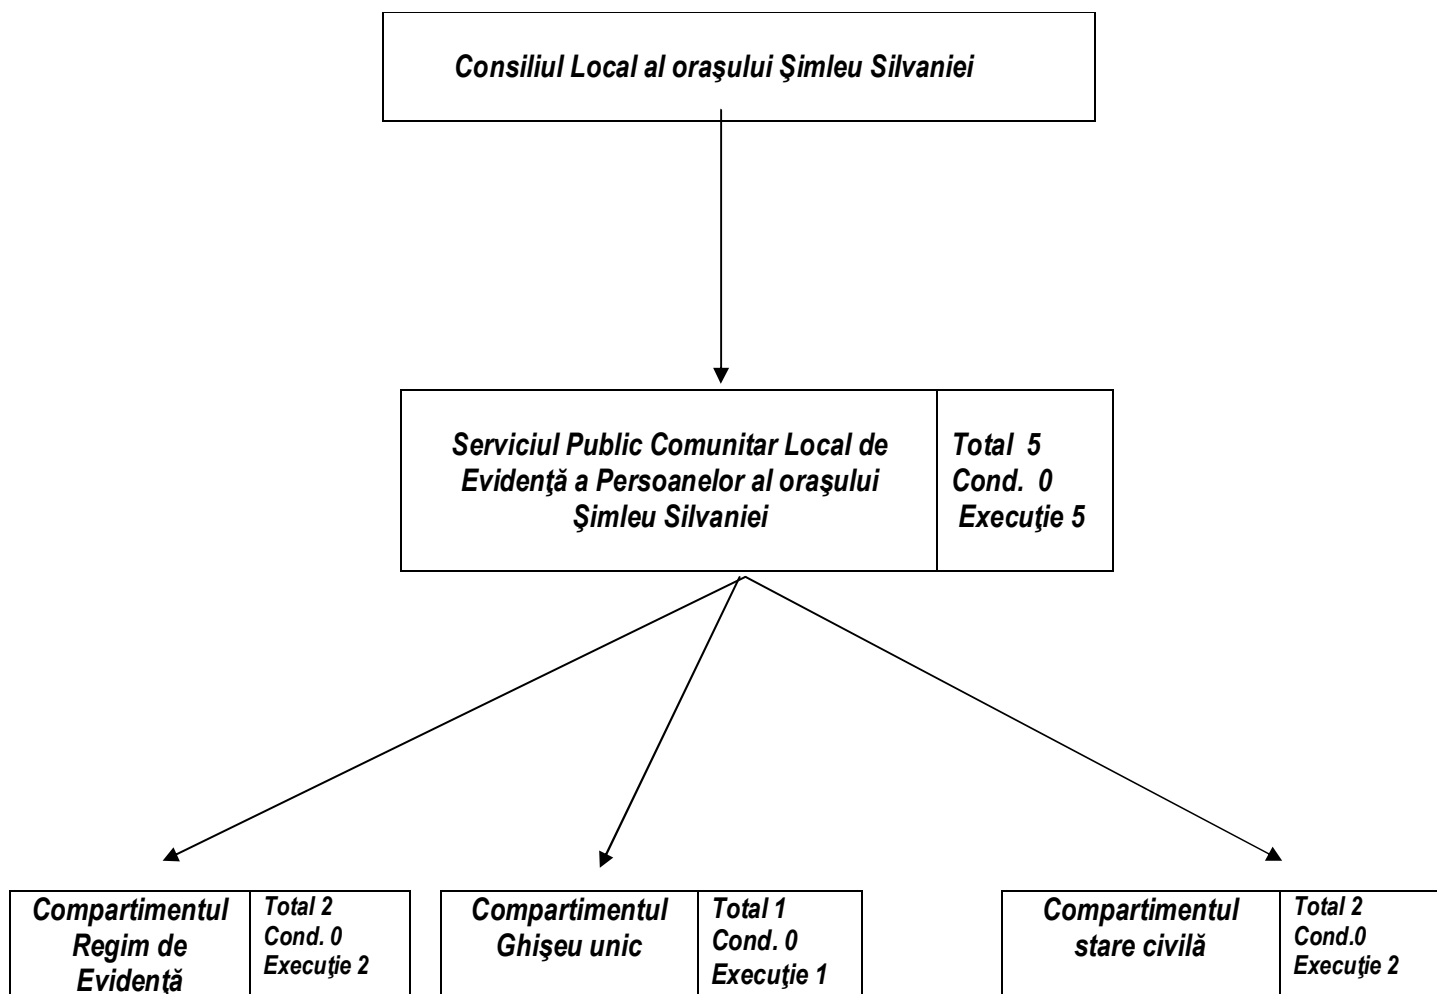 Consiliul Local al oraşului Şimleu Silvaniei
Serviciul Public Comunitar Local de
Evidenţă a Persoanelor al oraşului
Şimleu Silvaniei
Total 5
Cond. 0
Execuţie 5
Compartimentul
Regim de
Evidenţă
Total 2
Cond. 0
Execuţie 2
Compartimentul
Ghişeu unic
Total 1
Cond. 0
Execuţie 1
Compartimentul
stare civilă
Total 2
Cond.0
Execuţie 2